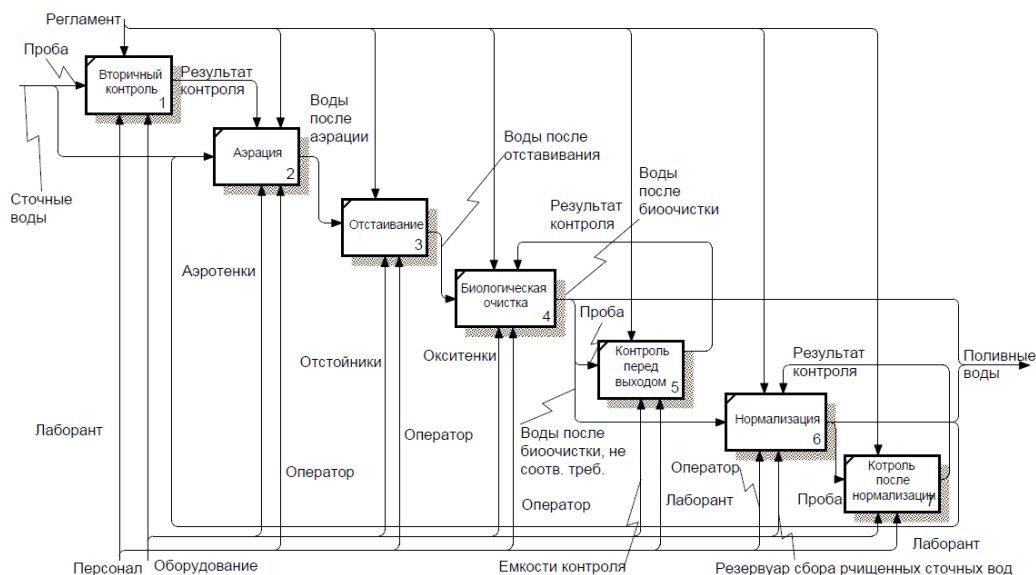 Регламент
Проба
Вторичный
контроль
1
Результат
контроля
Воды
после
аэрации
Аэрация
2
Сточные
воды
Воды после
отстаивания
Воды
после
биоочистки
Результат
контроля
Отстаивание
3
Аэротенки
Биологическая
очистка
4
Проба
Отстойники
Окситенки
Контроль
перед
выходом
5
Результат
контроля
Поливные
воды
Нормализация
6
Лаборант
Оператор
Воды после
биоочистки, не
соотв. треб.
Котроль
после
нормализации
7
Оператор
Оператор
Лаборант
Оператор
Проба
Лаборант
Персонал
Оборудование
Емкости контроля
Резервуар сбора рчищенных сточных вод